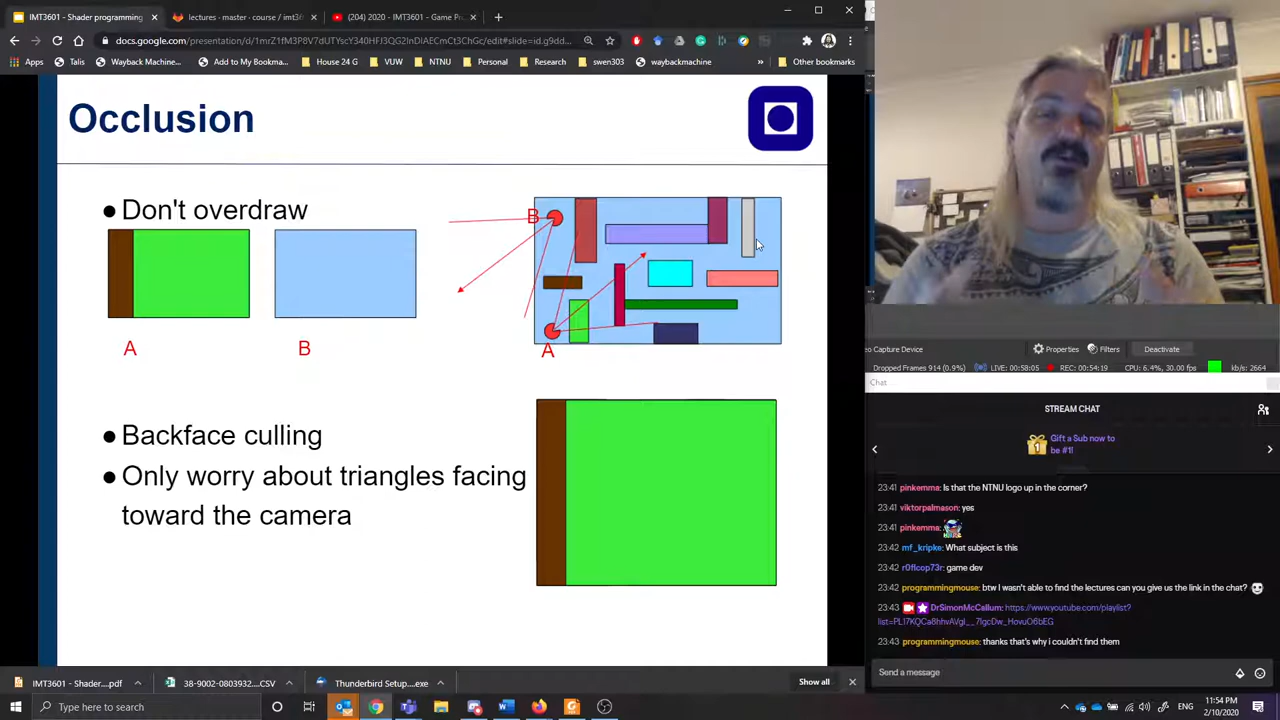 IMT3601 - Shader programming
lectures - master · courses / imt3
(204) 2020 - IMT3601 - Game Pro
docs.google.com/presentation/d/1mrZ1fM3P8V7dUTYscY340HFJ3QG2InDiAECmCt3ChGc/edit#slide=id.g9dd...
Apps
Talis
Wayback Machine...
Add to My Bookmar...
House 24 G
VUW
NTNU
Personal
Research
swen303
waybackmachine
»
Other bookmarks
Occlusion
● Don't overdraw
A
B
B
A
● Backface culling
● Only worry about triangles facing
toward the camera
eo Capture Device
Properties
Filters
Deactivate
Dropped Frames 914 (0.9%)
LIVE: 00:58:05
REC: 00:54:19
CPU: 6.4%, 30.00 fps
kb/s: 2664
Chat
STREAM CHAT
Gift a Sub now to
be #1!
23:41 pinkemma: Is that the NTNU logo up in the corner?
23:41 viktorpalmason: yes
23:41 pinkemma:
23:42 mf_kripke: What subject is this
23:42 r0flcop73r: game dev
23:42 programmingmouse: btw I wasn't able to find the lectures can you give us the link in the chat?
23:43 DrSimonMcCallum: https://www.youtube.com/playlist?
list=PL17KQCa8hhvAVgI__7IgcDw_HovuO6bEG
23:43 programmingmouse: thanks that's why i couldn't find them
Send a message
IMT3601 - Shader....pdf
SC9003071900932.CSV
Thunderbird Setu....exe
Show all
Type here to search
ENG
11:54 PM
2/10/2020